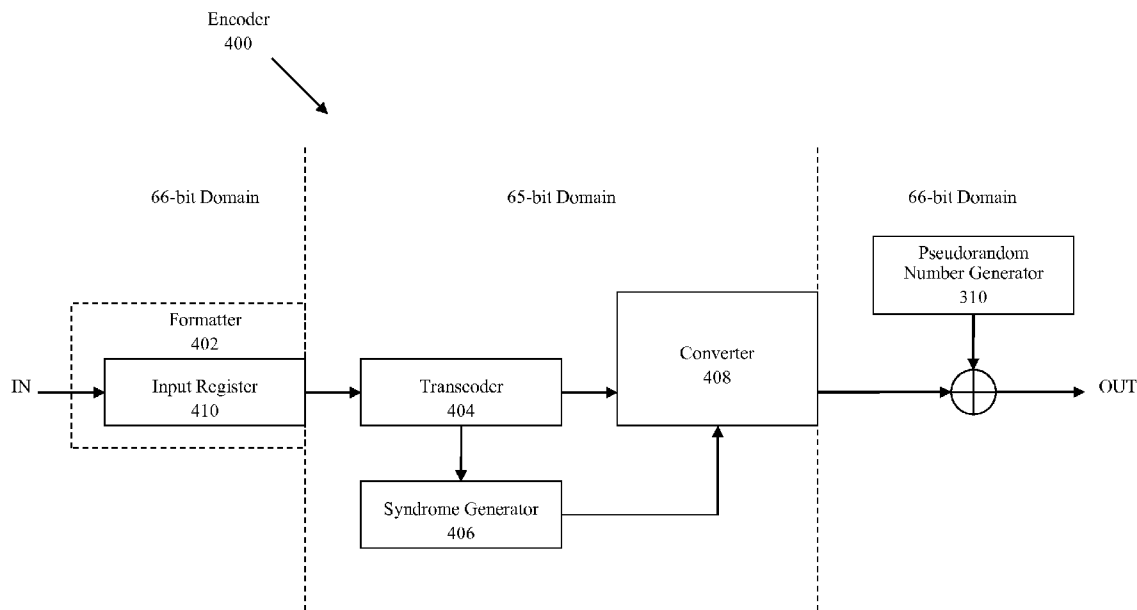 Encoder
400
66-bit Domain
65-bit Domain
66-bit Domain
Pseudorandom
Number Generator
310
Formatter
402
Converter
408
IN
Input Register
410
Transcoder
404
OUT
Syndrome Generator
406